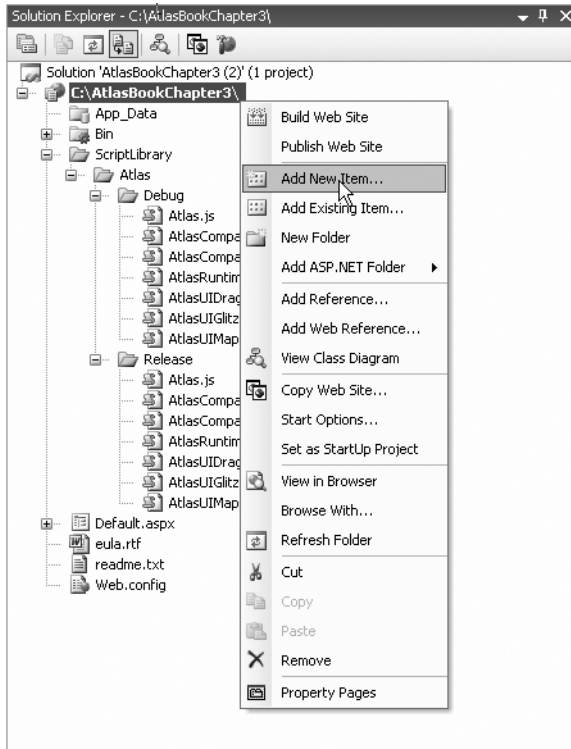 Solution Explorer - C:\AtlasBookChapter3\
Solution 'AtlasBookChapter3 (2)' (1 project)
C:\AtlasBookChapter3\
App_Data
Bin
ScriptLibrary
Atlas
Debug
Atlas.js
AtlasCompa
AtlasCompa
AtlasRuntim
AtlasUIDrag
AtlasUIGlitz
AtlasUIMap
Release
Atlas.js
AtlasCompa
AtlasCompa
AtlasRuntim
AtlasUIDrag
AtlasUIGlitz
AtlasUIMap
Default.aspx
eula.rtf
readme.txt
Web.config
Build Web Site
Publish Web Site
Add New Item...
Add Existing Item...
New Folder
Add ASP.NET Folder
Add Reference...
Add Web Reference...
View Class Diagram
Copy Web Site...
Start Options...
Set as StartUp Project
View in Browser
Browse With...
Refresh Folder
Cut
Copy
Paste
Remove
Property Pages